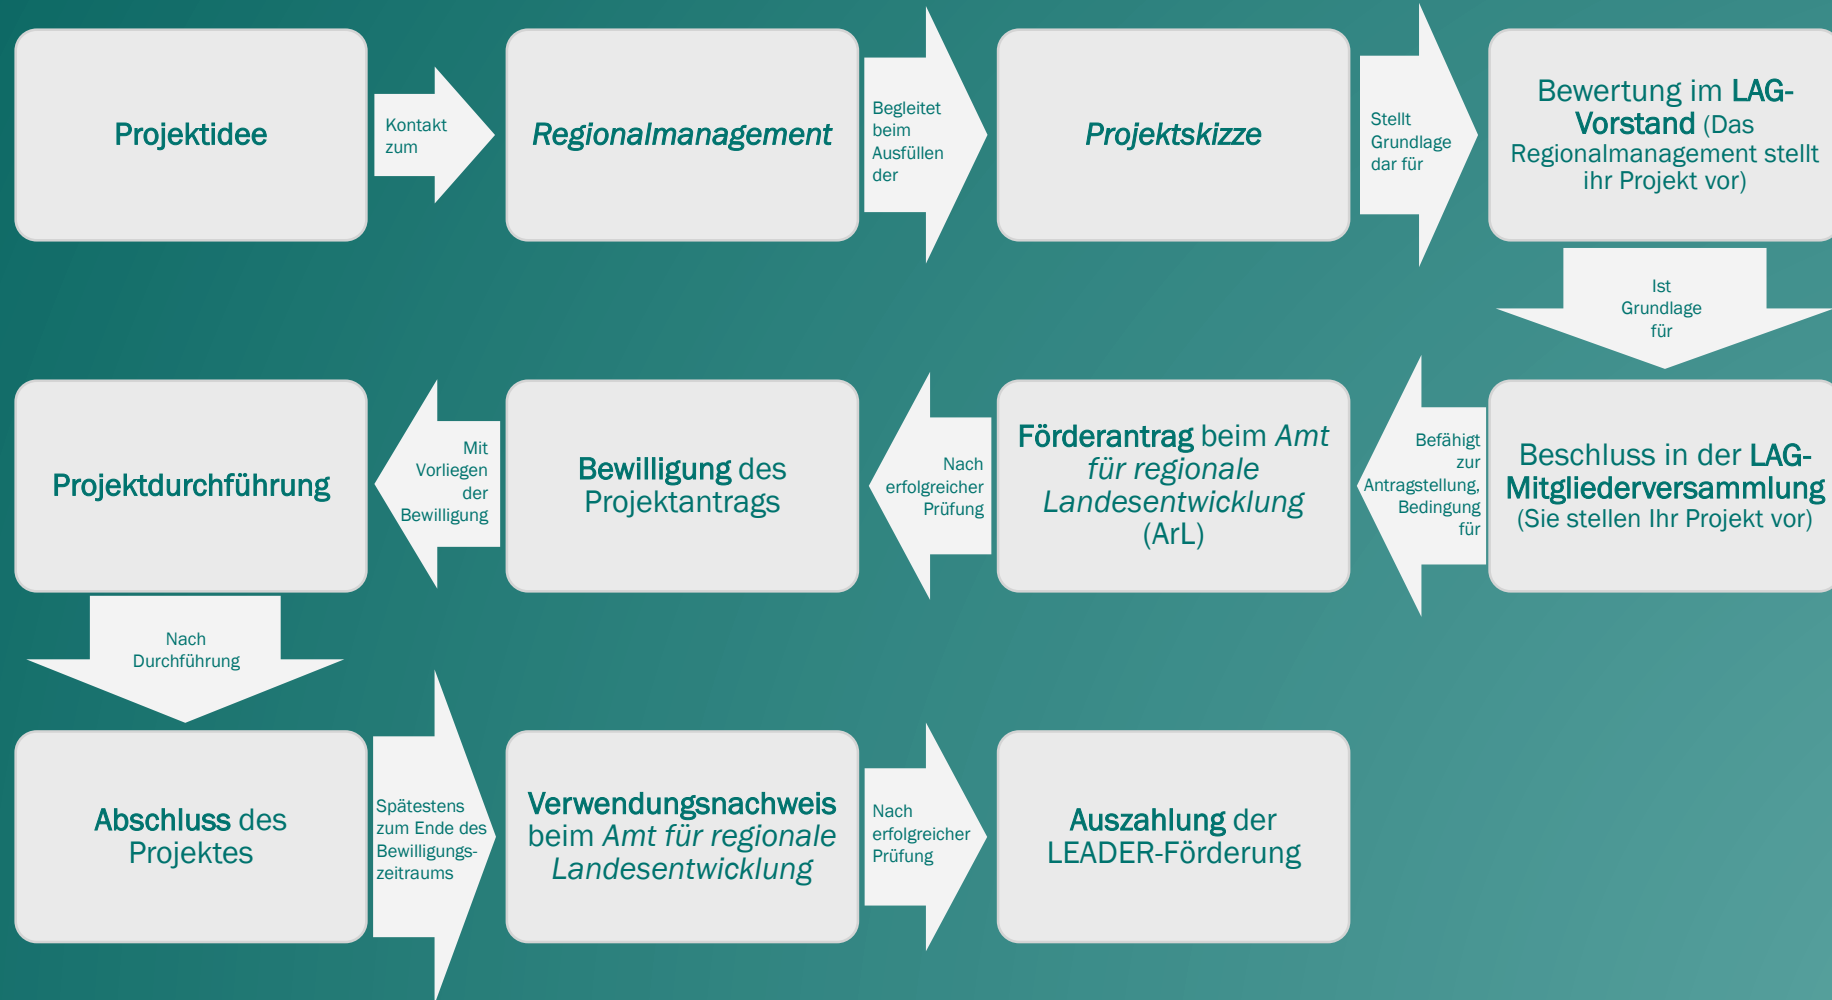 Projektidee
Kontakt
zum
Regionalmanagement
Begleitet
beim
Ausfüllen
der
Projektskizze
Stellt
Grundlage
dar für
Bewertung im LAG-
Vorstand (Das
Regionalmanagement stellt
ihr Projekt vor)
Ist
Grundlage
für
Beschluss in der LAG-
Mitgliederversammlung
(Sie stellen Ihr Projekt vor)
Befähigt
zur
Antragstellung,
Bedingung
für
Förderantrag beim Amt
für regionale
Landesentwicklung
(ArL)
Nach
erfolgreicher
Prüfung
Bewilligung des
Projektantrags
Mit
Vorliegen
der
Bewilligung
Projektdurchführung
Nach
Durchführung
Abschluss des
Projektes
Spätestens
zum Ende des
Bewilligungs-
zeitraums
Verwendungsnachweis
beim Amt für regionale
Landesentwicklung
Nach
erfolgreicher
Prüfung
Auszahlung der
LEADER-Förderung